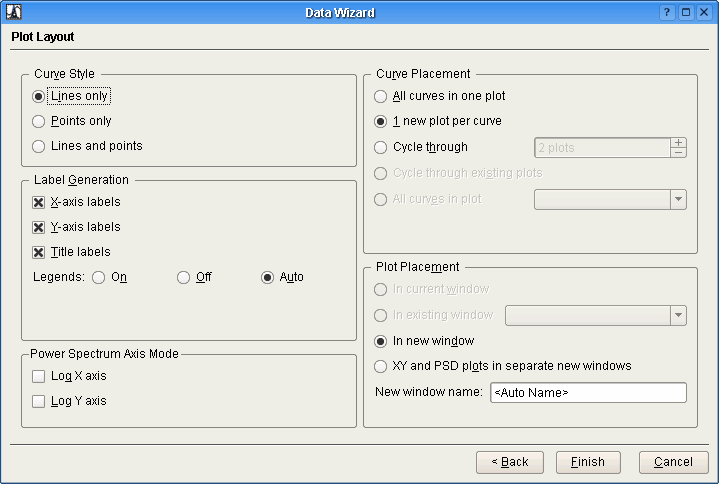 Data Wizard
Plot Layout
Curve Style
Lines only
Points only
Lines and points
Label Generation
X-axis labels
Y-axis labels
Title labels
Legends: On Off Auto
Power Spectrum Axis Mode
Log X axis
Log Y axis
Curve Placement
All curves in one plot
1 new plot per curve
Cycle through 2 plots
Cycle through existing plots
All curves in plot
Plot Placement
In current window
In existing window
In new window
XY and PSD plots in separate new windows
New window name: <Auto Name>
< Back Finish Cancel